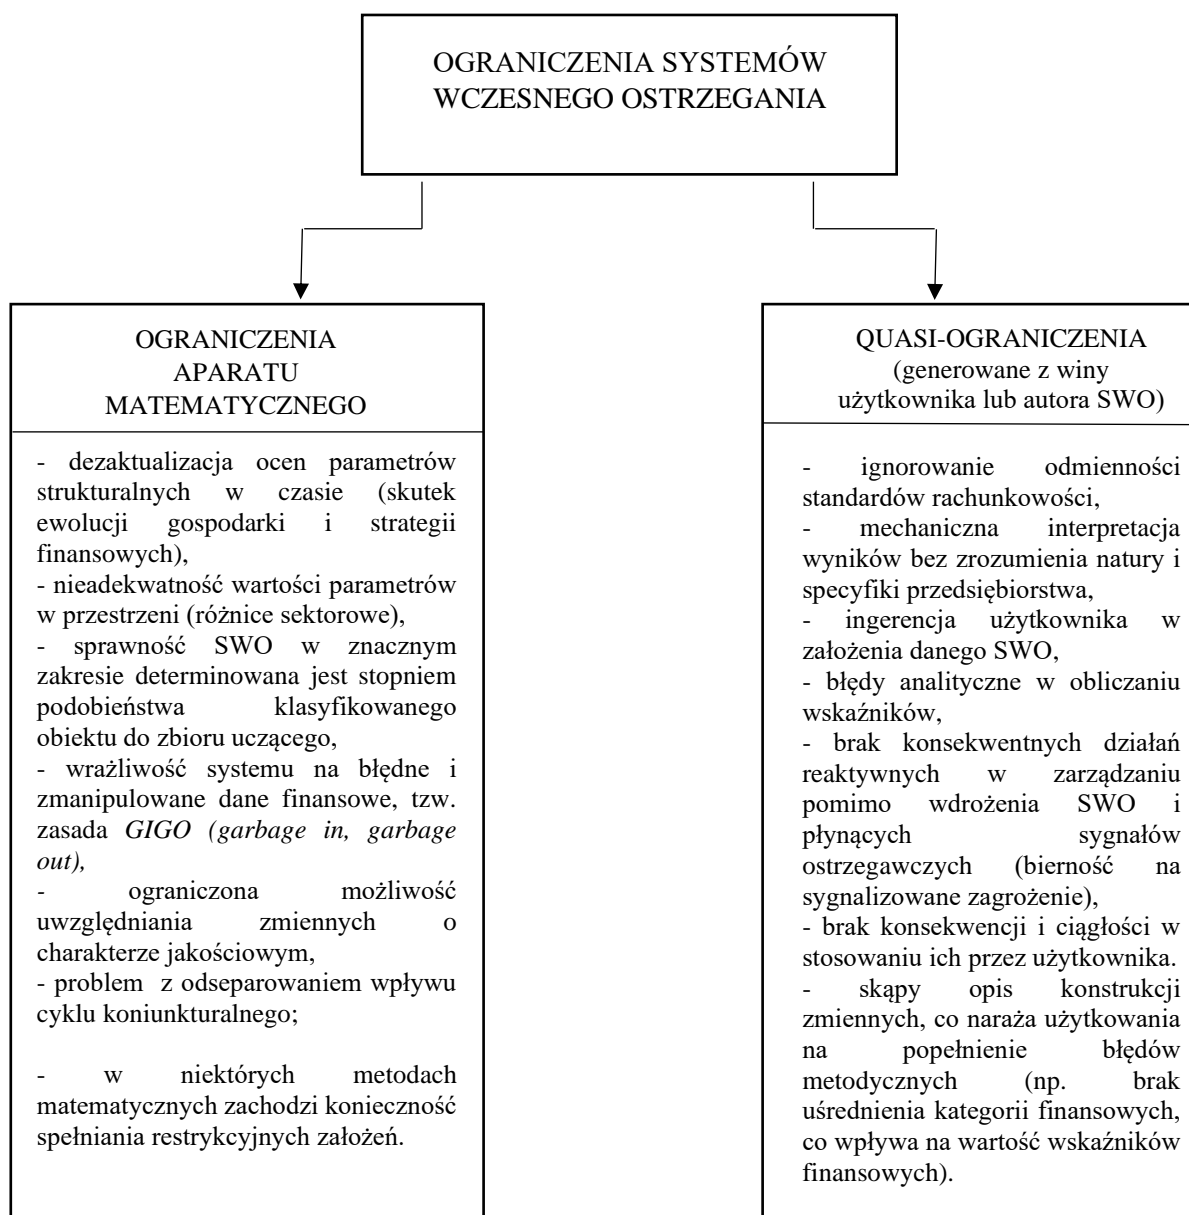 OGRANICZENIA SYSTEMÓW
WCZESNEGO OSTRZEGANIA
OGRANICZENIA
APARATU
MATEMATYCZNEGO
- dezaktualizacja ocen parametrów
strukturalnych w czasie (skutek
ewolucji gospodarki i strategii
finansowych),
- nieadekwatność wartości parametrów
w przestrzeni (różnice sektorowe),
- sprawność SWO w znacznym
zakresie determinowana jest stopniem
podobieństwa klasyfikowanego
obiektu do zbioru uczącego,
- wrażliwość systemu na błędne i
zmanipulowane dane finansowe, tzw.
zasada GIGO (garbage in, garbage
out),
- ograniczona możliwość
uwzględniania zmiennych o
charakterze jakościowym,
- problem z odseparowaniem wpływu
cyklu koniunkturalnego;
- w niektórych metodach
matematycznych zachodzi konieczność
spełniania restrykcyjnych założeń.
QUASI-OGRANICZENIA
(generowane z winy
użytkownika lub autora SWO)
- ignorowanie odmienności
standardów rachunkowości,
- mechaniczna interpretacja
wyników bez zrozumienia natury i
specyfiki przedsiębiorstwa,
- ingerencja użytkownika w
założenia danego SWO,
- błędy analityczne w obliczaniu
wskaźników,
- brak konsekwentnych działań
reaktywnych w zarządzaniu
pomimo wdrożenia SWO i
płynących sygnałów
ostrzegawczych (bierność na
sygnalizowane zagrożenie),
- brak konsekwencji i ciągłości w
stosowaniu ich przez użytkownika.
- skąpy opis konstrukcji
zmiennych, co naraża użytkowania
na popełnienie błędów
metodycznych (np. brak
uśrednienia kategorii finansowych,
co wpływa na wartość wskaźników
finansowych).